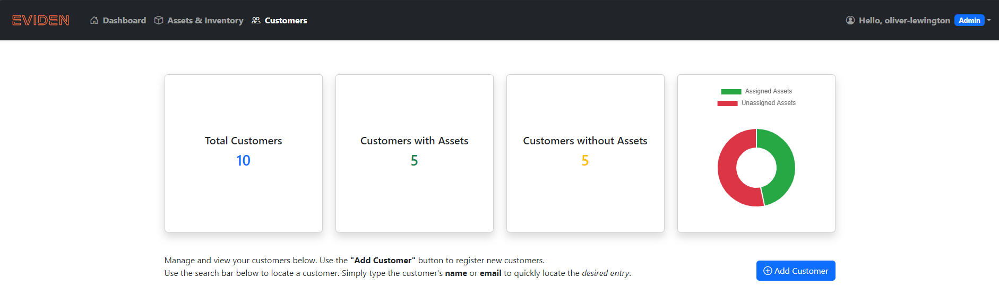 EVIDEN Dashboard Assets & Inventory Customers Hello, oliver-lewington Admin
Total Customers
10
Customers with Assets
5
Customers without Assets
5
Assigned Assets
Unassigned Assets
Manage and view your customers below. Use the "Add Customer" button to register new customers.
Use the search bar below to locate a customer. Simply type the customer's name or email to quickly locate the desired entry.
Add Customer